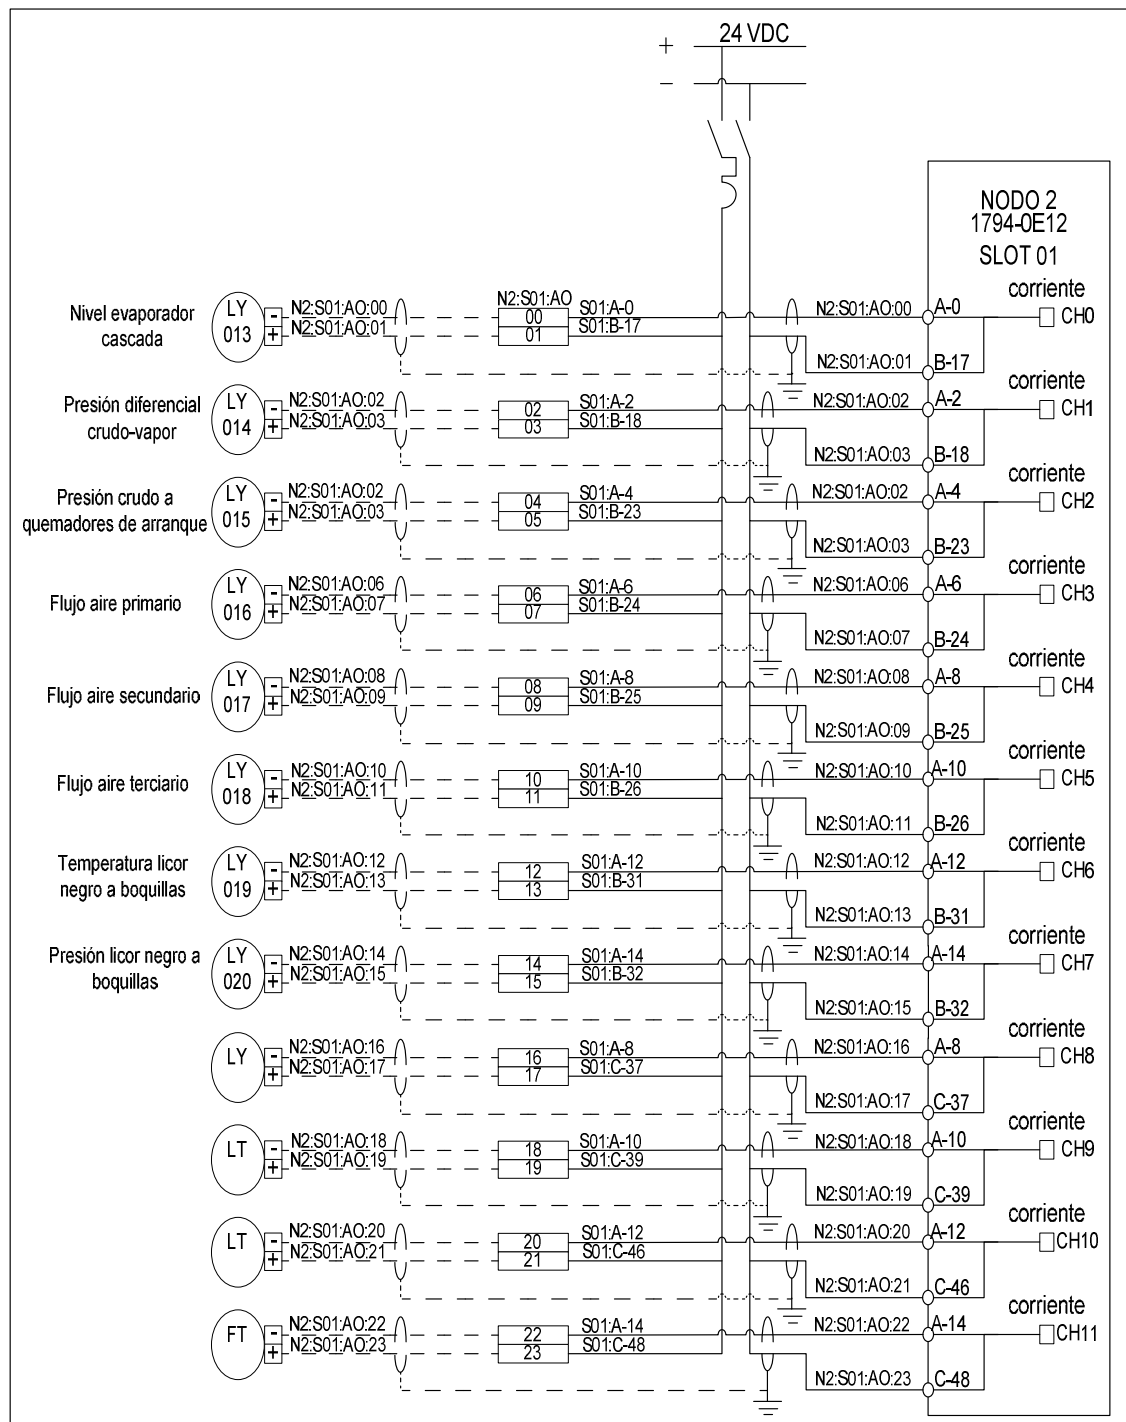 24 VDC
+
-
NODO 2
1794-0E12
SLOT 01
Nivel evaporador
cascada
LY
013
-
+
N2:S01:AO:00
N2:S01:AO:01
N2:S01:AO
00
01
S01:A-0
S01:B-17
N2:S01:AO:00
N2:S01:AO:01
A-0
B-17
corriente
CH0
Presión diferencial
crudo-vapor
LY
014
-
+
N2:S01:AO:02
N2:S01:AO:03
02
03
S01:A-2
S01:B-18
N2:S01:AO:02
N2:S01:AO:03
A-2
B-18
corriente
CH1
Presión crudo a
quemadores de arranque
LY
015
-
+
N2:S01:AO:02
N2:S01:AO:03
04
05
S01:A-4
S01:B-23
N2:S01:AO:02
N2:S01:AO:03
A-4
B-23
corriente
CH2
Flujo aire primario
LY
016
-
+
N2:S01:AO:06
N2:S01:AO:07
06
07
S01:A-6
S01:B-24
N2:S01:AO:06
N2:S01:AO:07
A-6
B-24
corriente
CH3
Flujo aire secundario
LY
017
-
+
N2:S01:AO:08
N2:S01:AO:09
08
09
S01:A-8
S01:B-25
N2:S01:AO:08
N2:S01:AO:09
A-8
B-25
corriente
CH4
Flujo aire terciario
LY
018
-
+
N2:S01:AO:10
N2:S01:AO:11
10
11
S01:A-10
S01:B-26
N2:S01:AO:10
N2:S01:AO:11
A-10
B-26
corriente
CH5
Temperatura licor
negro a boquillas
LY
019
-
+
N2:S01:AO:12
N2:S01:AO:13
12
13
S01:A-12
S01:B-31
N2:S01:AO:12
N2:S01:AO:13
A-12
B-31
corriente
CH6
Presión licor negro a
boquillas
LY
020
-
+
N2:S01:AO:14
N2:S01:AO:15
14
15
S01:A-14
S01:B-32
N2:S01:AO:14
N2:S01:AO:15
A-14
B-32
corriente
CH7
LY
-
+
N2:S01:AO:16
N2:S01:AO:17
16
17
S01:A-8
S01:C-37
N2:S01:AO:16
N2:S01:AO:17
A-8
C-37
corriente
CH8
LT
-
+
N2:S01:AO:18
N2:S01:AO:19
18
19
S01:A-10
S01:C-39
N2:S01:AO:18
N2:S01:AO:19
A-10
C-39
corriente
CH9
LT
-
+
N2:S01:AO:20
N2:S01:AO:21
20
21
S01:A-12
S01:C-46
N2:S01:AO:20
N2:S01:AO:21
A-12
C-46
corriente
CH10
FT
-
+
N2:S01:AO:22
N2:S01:AO:23
22
23
S01:A-14
S01:C-48
N2:S01:AO:22
N2:S01:AO:23
A-14
C-48
corriente
CH11